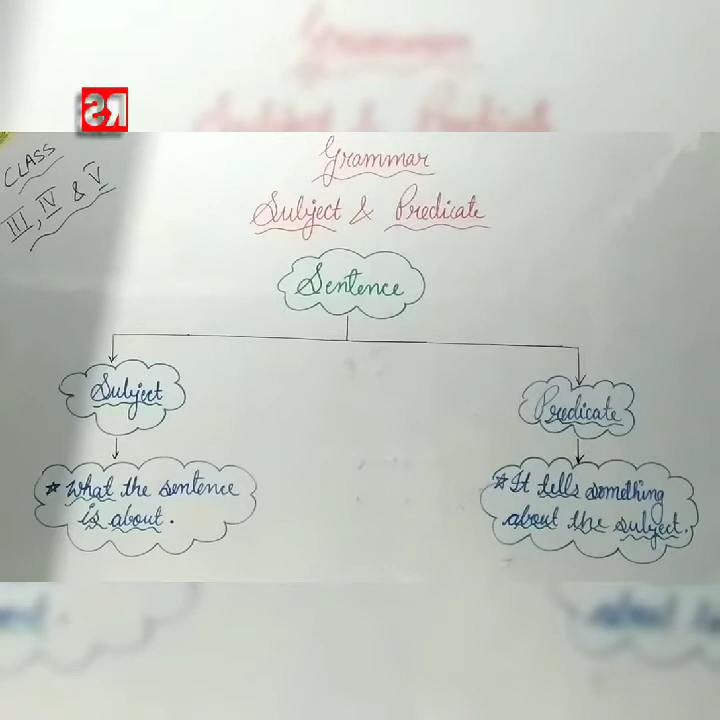 RS
CLASS
III, IV & V
Grammar
Subject & Predicate
Sentence
Subject
Predicate
* What the sentence
is about.
* It tells something
about the subject.